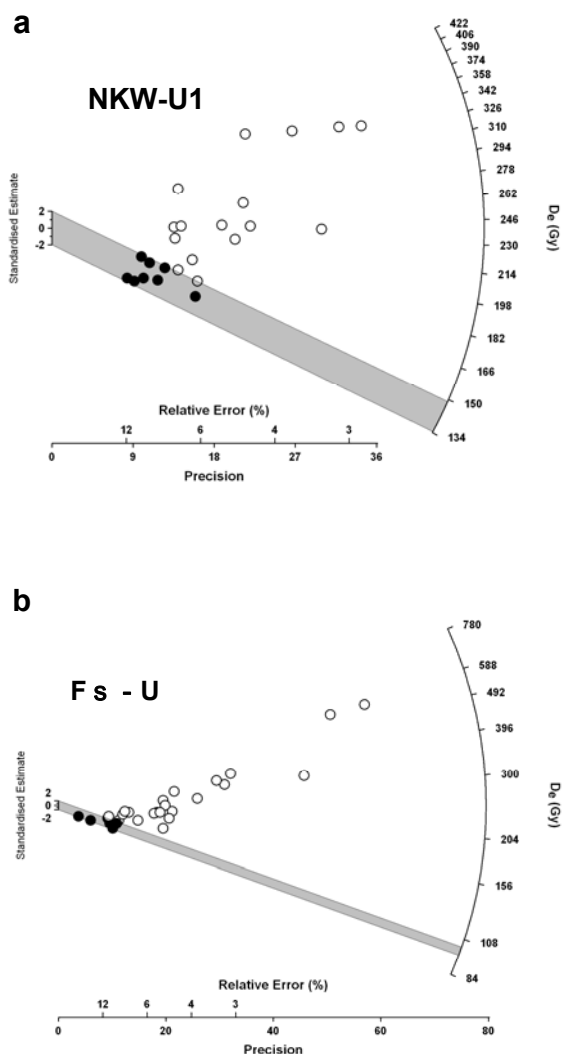 a
NKW-U1
422
406
390
374
358
342
326
310
294
278
262
246
230
214
198
182
166
150
134
De (Gy)
Standardised Estimate
2
0
-2
Relative Error (%)
12 6 4 3
0 9 18 27 36
Precision
b
F s - U
780
588
492
396
300
204
156
108
84
De (Gy)
Standardised Estimate
2
0
-2
Relative Error (%)
12 6 4 3
0 20 40 60 80
Precision